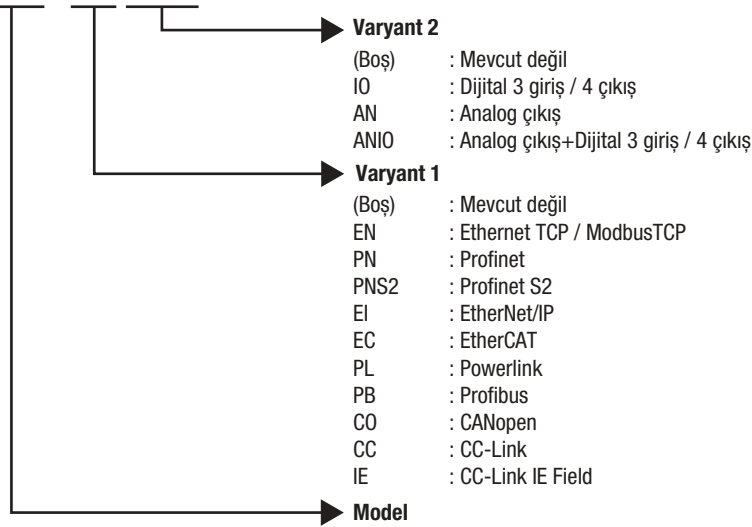 Varyant 2
(Boş) : Mevcut değil
IO : Dijital 3 giriş / 4 çıkış
AN : Analog çıkış
ANIO : Analog çıkış+Dijital 3 giriş / 4 çıkış
Varyant 1
(Boş) : Mevcut değil
EN : Ethernet TCP / ModbusTCP
PN : Profinet
PNS2 : Profinet S2
EI : EtherNet/IP
EC : EtherCAT
PL : Powerlink
PB : Profibus
CO : CANopen
CC : CC-Link
IE : CC-Link IE Field
Model